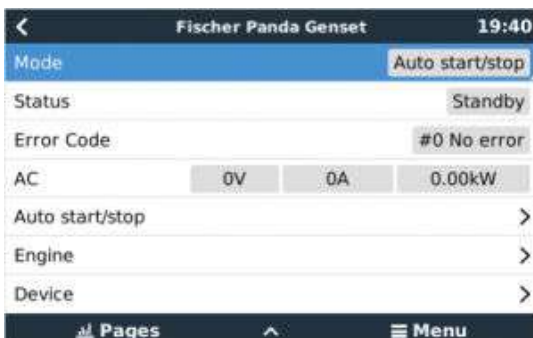 Fischer Panda Genset 19:40
Mode Auto start/stop
Status Standby
Error Code #0 No error
AC 0V 0A 0.00kW
Auto start/stop
Engine
Device
Pages Menu